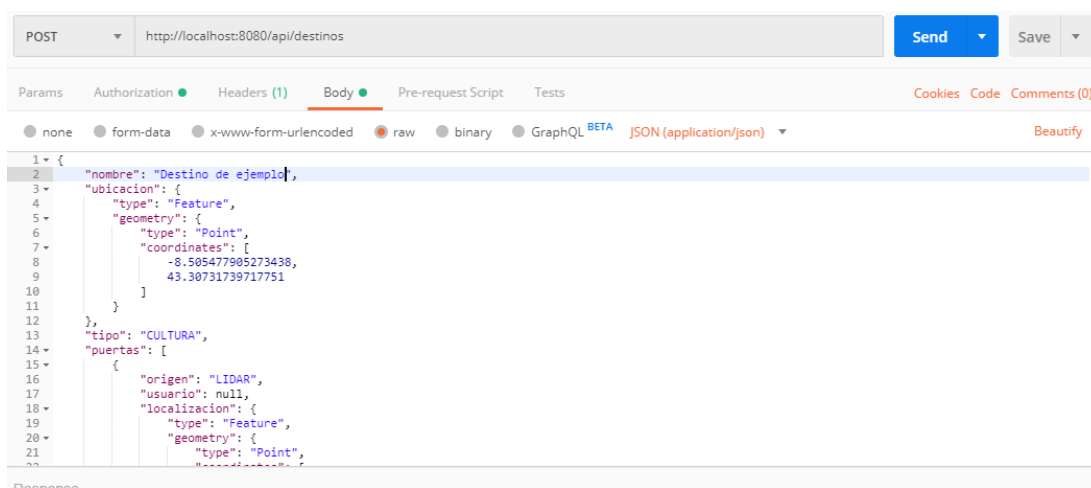 POST http://localhost:8080/api/destinos Send Save
Params Authorization Headers (1) Body Pre-request Script Tests Cookies Code Comments (0)
none form-data x-www-form-urlencoded raw binary GraphQL BETA JSON (application/json) Beautify
1 {
2 "nombre": "Destino de ejemplo",
3 "ubicacion": {
4 "type": "Feature",
5 "geometry": {
6 "type": "Point",
7 "coordinates": [
8 -8.505477905273438,
9 43.30731739717751
10 ]
11 }
12 },
13 "tipo": "CULTURA",
14 "puertas": [
15 {
16 "origen": "LIDAR",
17 "usuario": null,
18 "localizacion": {
19 "type": "Feature",
20 "geometry": {
21 "type": "Point",
22 "coordinates": [
Response